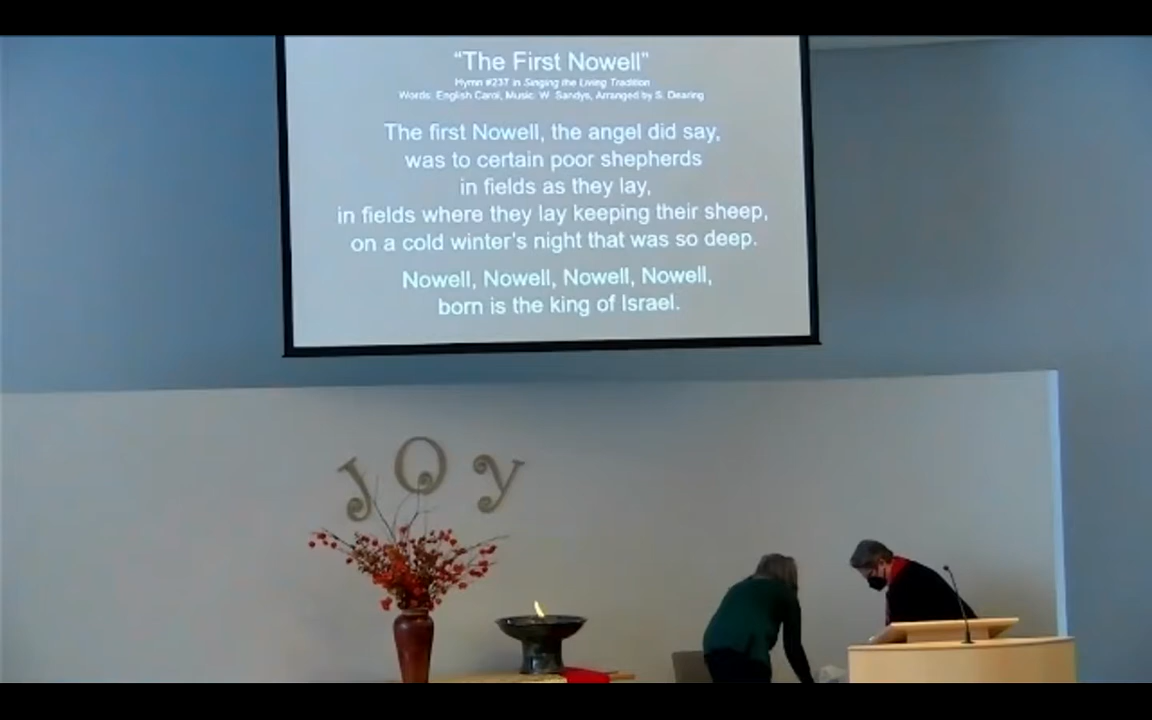 “The First Nowell”
Hymn #237 in Singing the Living Tradition
Words: English Carol, Music: W. Sandys, Arranged by S. Dearing
The first Nowell, the angel did say,
was to certain poor shepherds
in fields as they lay,
in fields where they lay keeping their sheep,
on a cold winter's night that was so deep.
Nowell, Nowell, Nowell, Nowell,
born is the king of Israel.
JOy